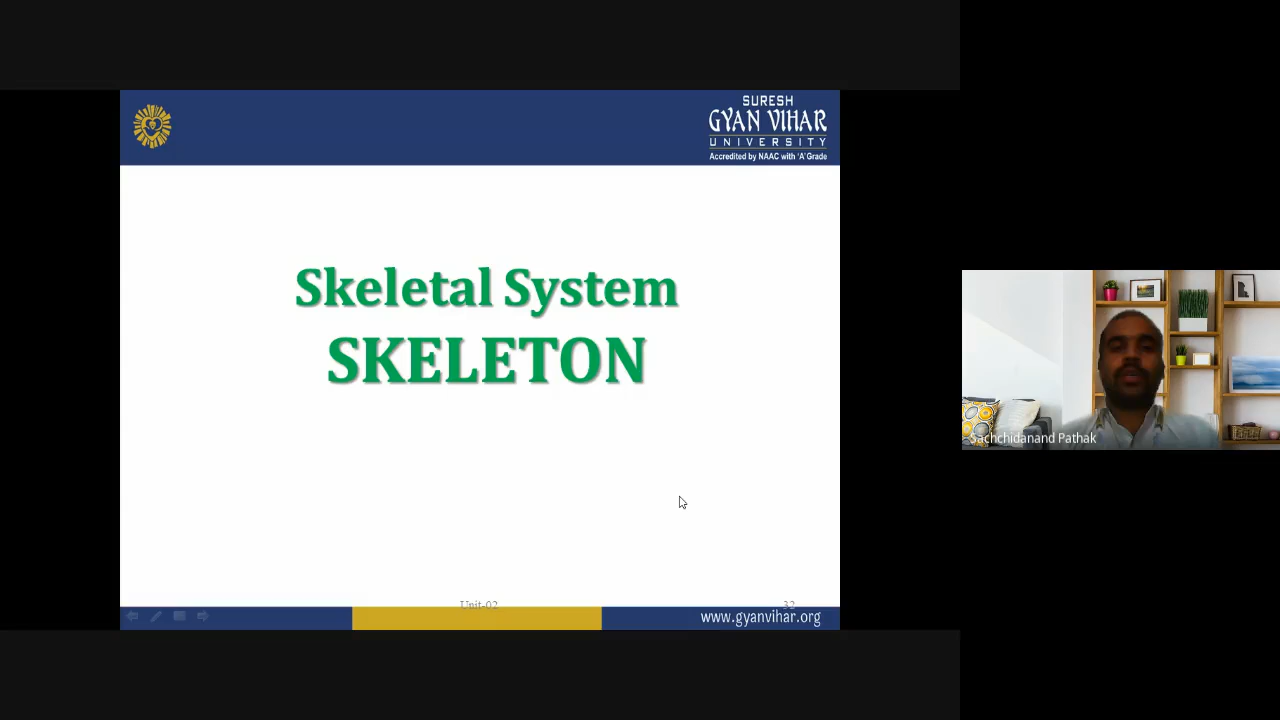 SURESH
GYAN VIHAR
UNIVERSITY
Accredited by NAAC with 'A' Grade
Skeletal System
SKELETON
Sachchidanand Pathak
Unit-02
32
www.gyanvihar.org